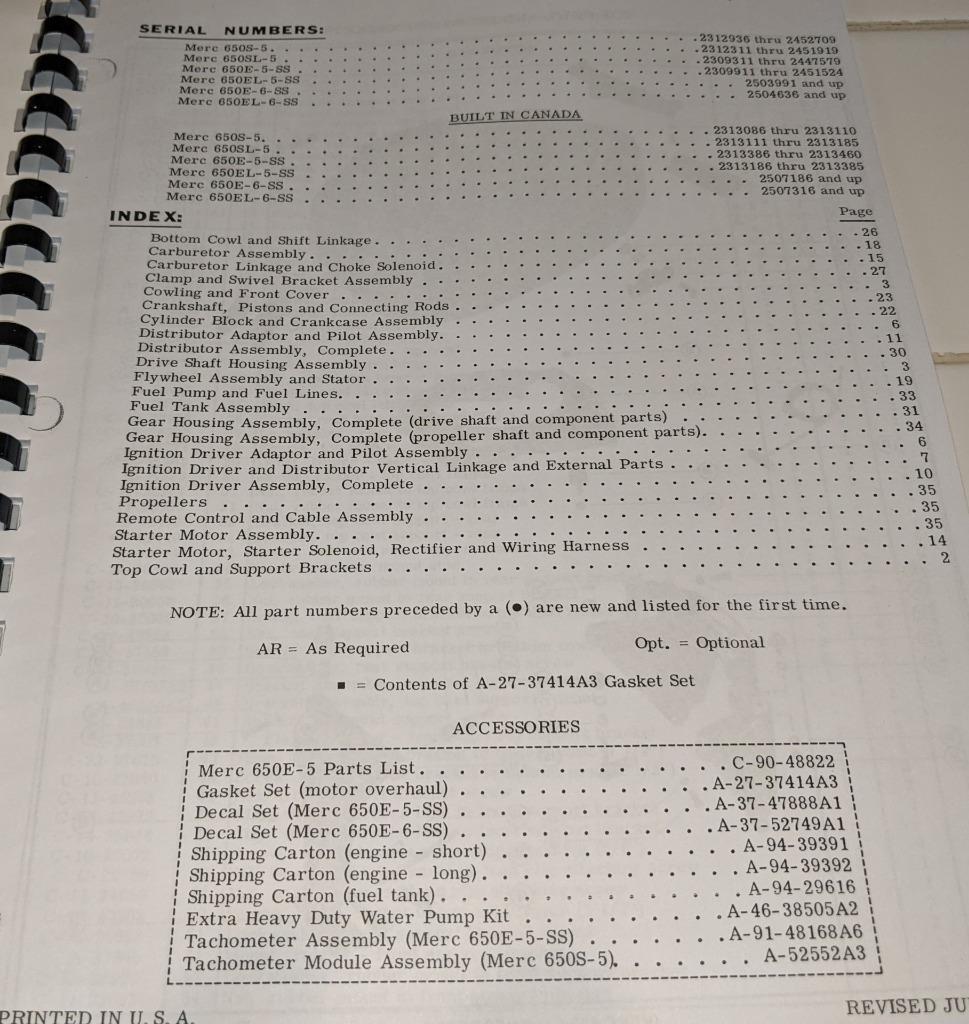 SERIAL NUMBERS:
Merc 650S-5. . . . . . . . . . 2312936 thru 2452709
Merc 650SL-5 . . . . . . . . . . 2312311 thru 2451919
Merc 650E-5-SS . . . . . . . . . . 2309311 thru 2447579
Merc 650EL-5-SS . . . . . . . . . . 2309911 thru 2451524
Merc 650E-6-SS . . . . . . . . . . 2503991 and up
Merc 650EL-6-SS . . . . . . . . . . 2504636 and up
BUILT IN CANADA
Merc 650S-5. . . . . . . . . . 2313086 thru 2313110
Merc 650SL-5 . . . . . . . . . . 2313111 thru 2313185
Merc 650E-5-SS . . . . . . . . . . 2313386 thru 2313460
Merc 650EL-5-SS . . . . . . . . . . 2313186 thru 2313385
Merc 650E-6-SS . . . . . . . . . . 2507186 and up
Merc 650EL-6-SS . . . . . . . . . . 2507316 and up
INDEX: Page
Bottom Cowl and Shift Linkage. . . . . . . . . . 26
Carburetor Assembly. . . . . . . . . . 18
Carburetor Linkage and Choke Solenoid. . . . . . . . . . 15
Clamp and Swivel Bracket Assembly . . . . . . . . . . 27
Cowling and Front Cover . . . . . . . . . . 3
Crankshaft, Pistons and Connecting Rods . . . . . . . . . . 23
Cylinder Block and Crankcase Assembly . . . . . . . . . . 22
Distributor Adaptor and Pilot Assembly. . . . . . . . . . 6
Distributor Assembly, Complete. . . . . . . . . . 11
Drive Shaft Housing Assembly . . . . . . . . . . 30
Flywheel Assembly and Stator . . . . . . . . . . 3
Fuel Pump and Fuel Lines. . . . . . . . . . 19
Fuel Tank Assembly . . . . . . . . . . 33
Gear Housing Assembly, Complete (drive shaft and component parts) . . . . . . . . . . 31
Gear Housing Assembly, Complete (propeller shaft and component parts). . . . . . . . . . 34
Ignition Driver Adaptor and Pilot Assembly . . . . . . . . . . 6
Ignition Driver and Distributor Vertical Linkage and External Parts . . . . . . . . . . 7
Ignition Driver Assembly, Complete . . . . . . . . . . 10
Propellers . . . . . . . . . . 35
Remote Control and Cable Assembly . . . . . . . . . . 35
Starter Motor Assembly. . . . . . . . . . 35
Starter Motor, Starter Solenoid, Rectifier and Wiring Harness . . . . . . . . . . 14
Top Cowl and Support Brackets . . . . . . . . . . 2
NOTE: All part numbers preceded by a (●) are new and listed for the first time.
AR = As Required Opt. = Optional
■ = Contents of A-27-37414A3 Gasket Set
ACCESSORIES
Merc 650E-5 Parts List. . . . . . . . . . C-90-48822
Gasket Set (motor overhaul) . . . . . . . . . . A-27-37414A3
Decal Set (Merc 650E-5-SS) . . . . . . . . . . A-37-47888A1
Decal Set (Merc 650E-6-SS) . . . . . . . . . . A-37-52749A1
Shipping Carton (engine - short) . . . . . . . . . . A-94-39391
Shipping Carton (engine - long). . . . . . . . . . A-94-39392
Shipping Carton (fuel tank). . . . . . . . . . A-94-29616
Extra Heavy Duty Water Pump Kit . . . . . . . . . . A-46-38505A2
Tachometer Assembly (Merc 650E-5-SS) . . . . . . . A-91-48168A6
Tachometer Module Assembly (Merc 650S-5). . . . . . . A-52552A3
PRINTED IN U. S. A. REVISED JU